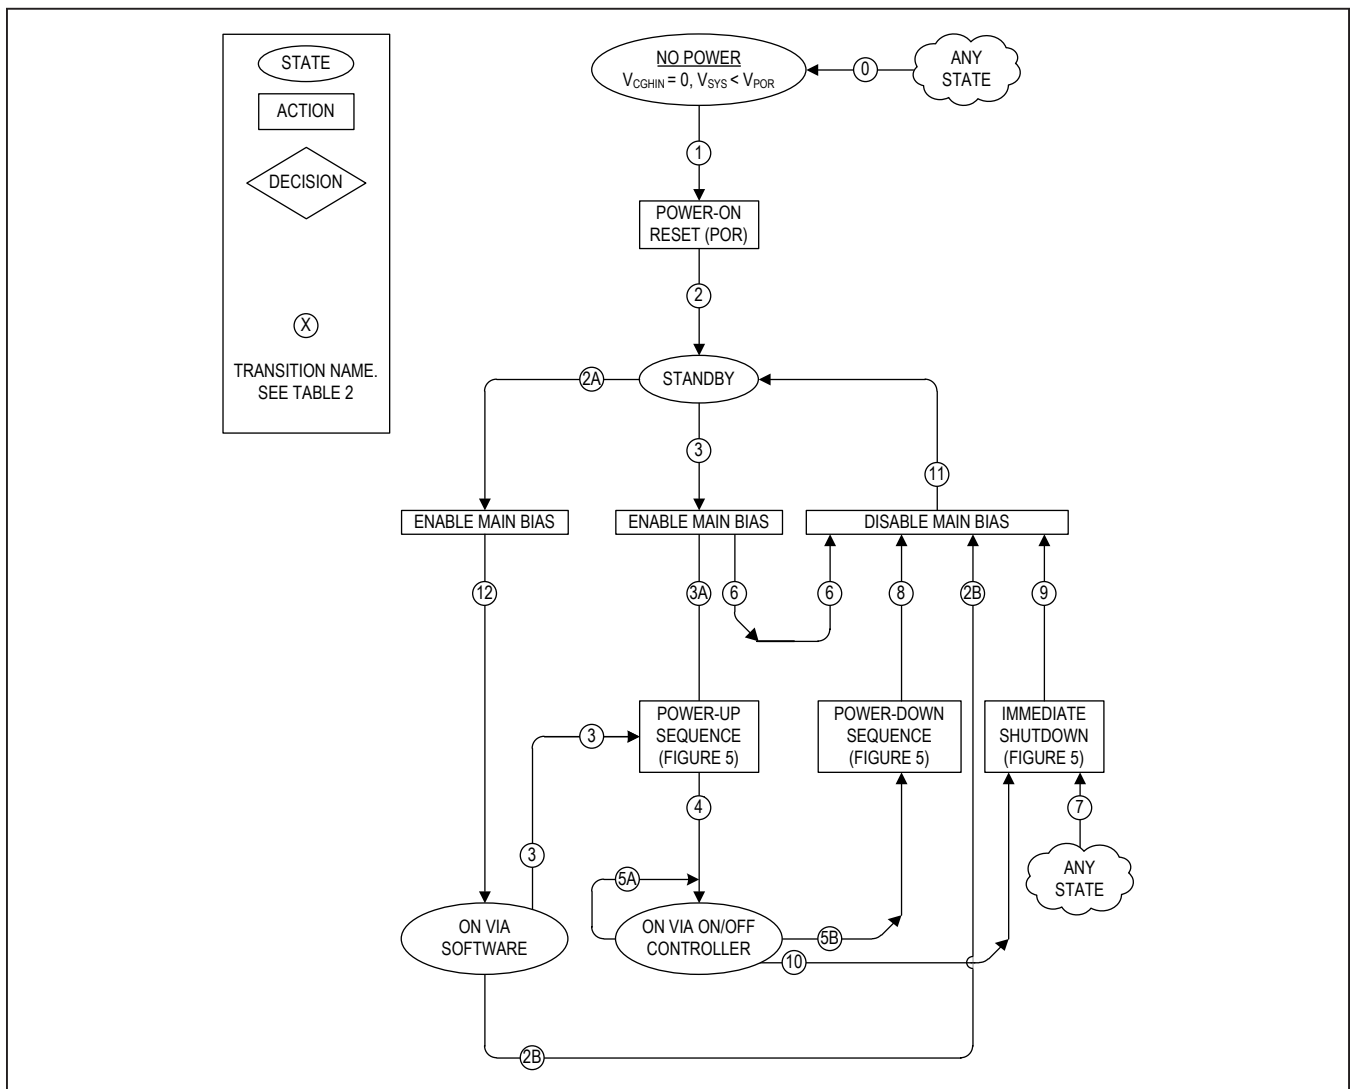 STATE
ACTION
DECISION
X
TRANSITION NAME.
SEE TABLE 2
NO POWER
V_CGHIN = 0, V_SYS < V_POR
0
ANY
STATE
1
POWER-ON
RESET (POR)
2
STANDBY
2A
3
11
ENABLE MAIN BIAS
ENABLE MAIN BIAS
DISABLE MAIN BIAS
12
3A
6
6
8
2B
9
POWER-UP
SEQUENCE
(FIGURE 5)
POWER-DOWN
SEQUENCE
(FIGURE 5)
IMMEDIATE
SHUTDOWN
(FIGURE 5)
3
4
7
3
5A
ANY
STATE
ON VIA
SOFTWARE
ON VIA ON/OFF
CONTROLLER
5B
10
2B